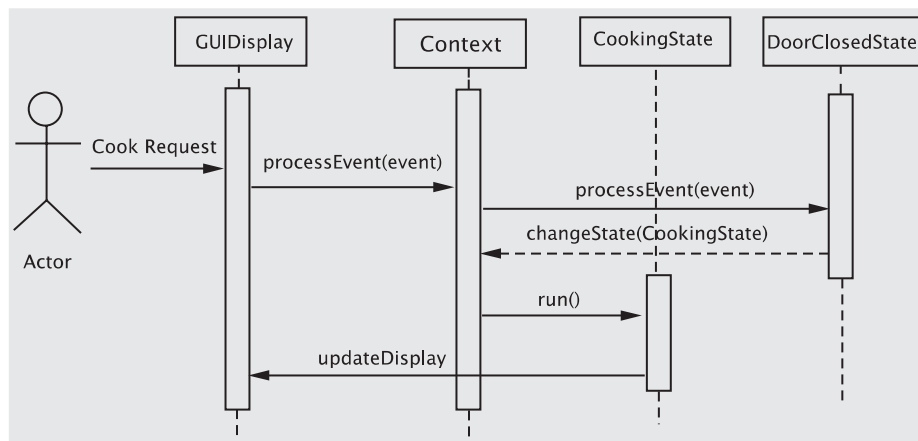 GUIDisplay
Context
CookingState
DoorClosedState
Cook Request
processEvent(event)
processEvent(event)
changeState(CookingState)
Actor
run()
updateDisplay